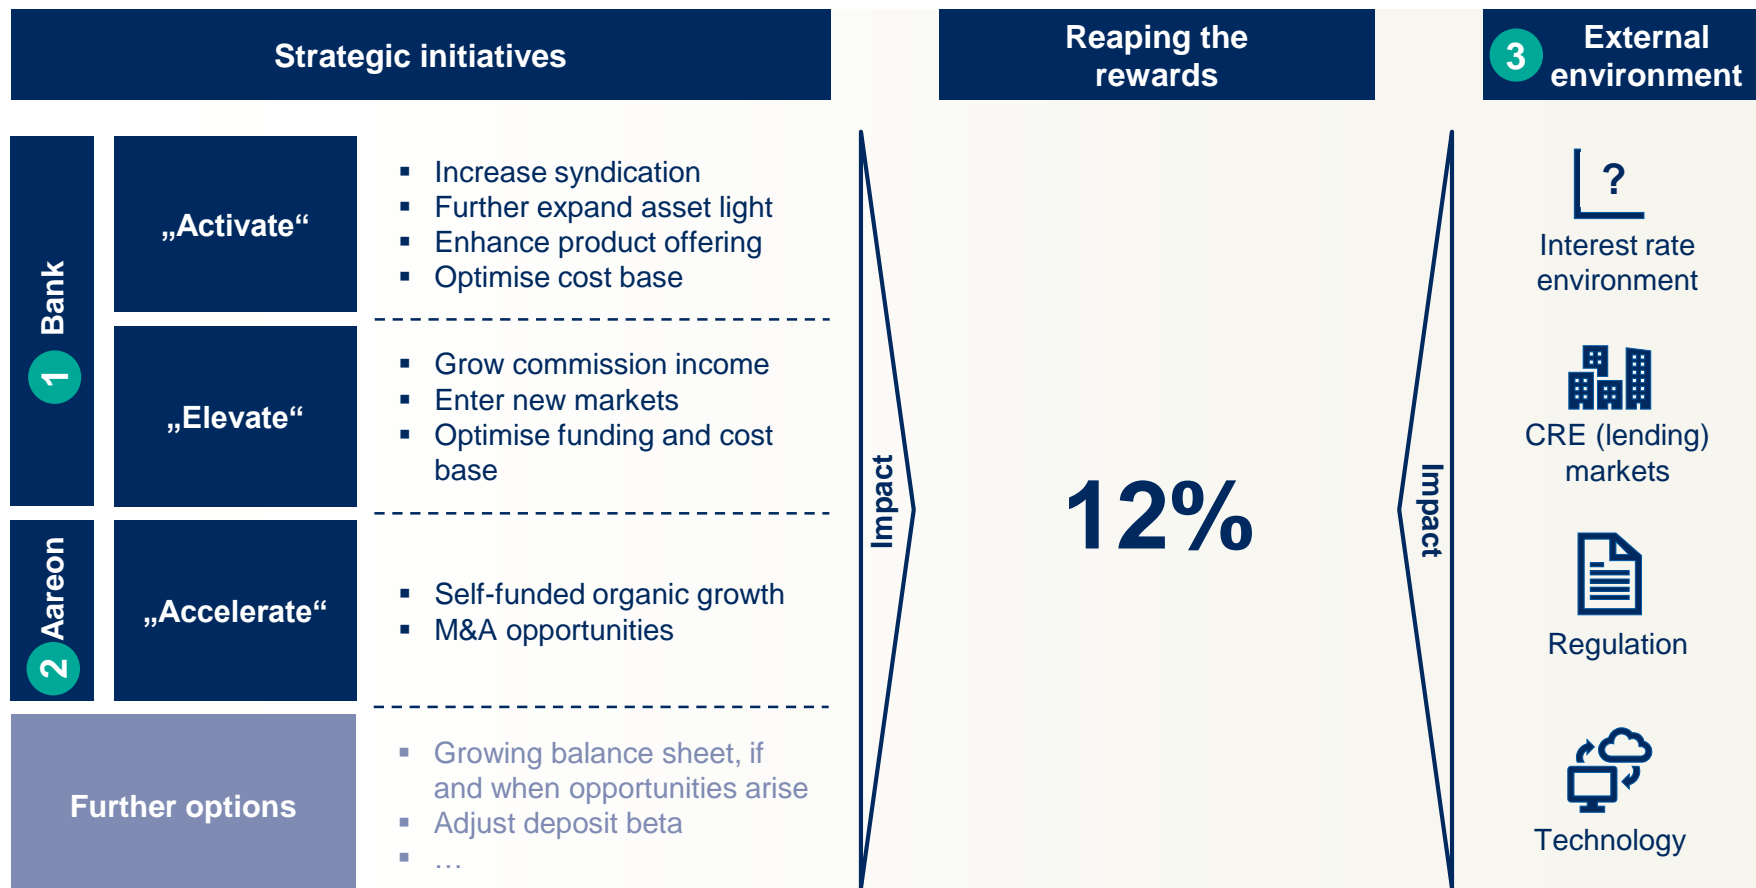 Strategic initiatives
Reaping the
rewards
3
External
environment
1 Bank
„Activate“
▪ Increase syndication
▪ Further expand asset light
▪ Enhance product offering
▪ Optimise cost base
„Elevate“
▪ Grow commission income
▪ Enter new markets
▪ Optimise funding and cost
base
2 Aareon
„Accelerate“
▪ Self-funded organic growth
▪ M&A opportunities
Further options
▪ Growing balance sheet, if
and when opportunities arise
▪ Adjust deposit beta
▪ …
Impact
12%
Impact
?
Interest rate
environment
CRE (lending)
markets
Regulation
Technology